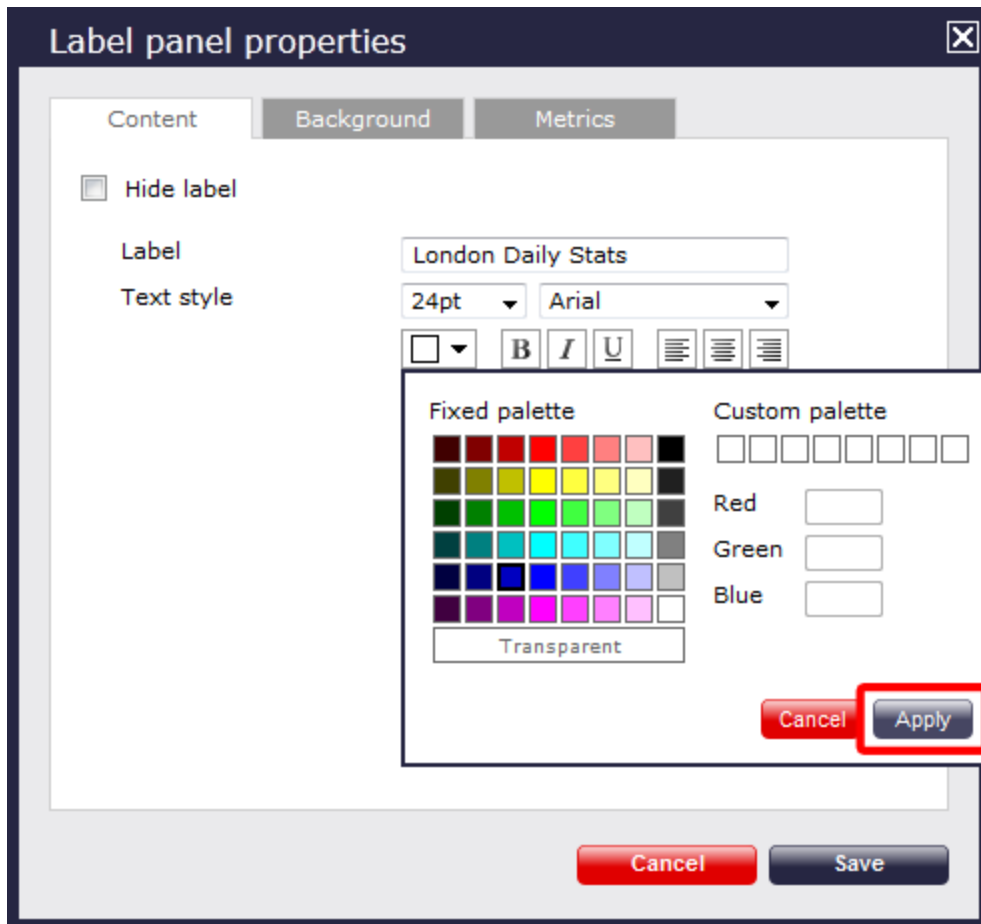 Label panel properties
Content Background Metrics
Hide label
Label London Daily Stats
Text style 24pt Arial
B I U
Fixed palette Custom palette
Red
Green
Blue
Transparent
Cancel Apply
Cancel Save